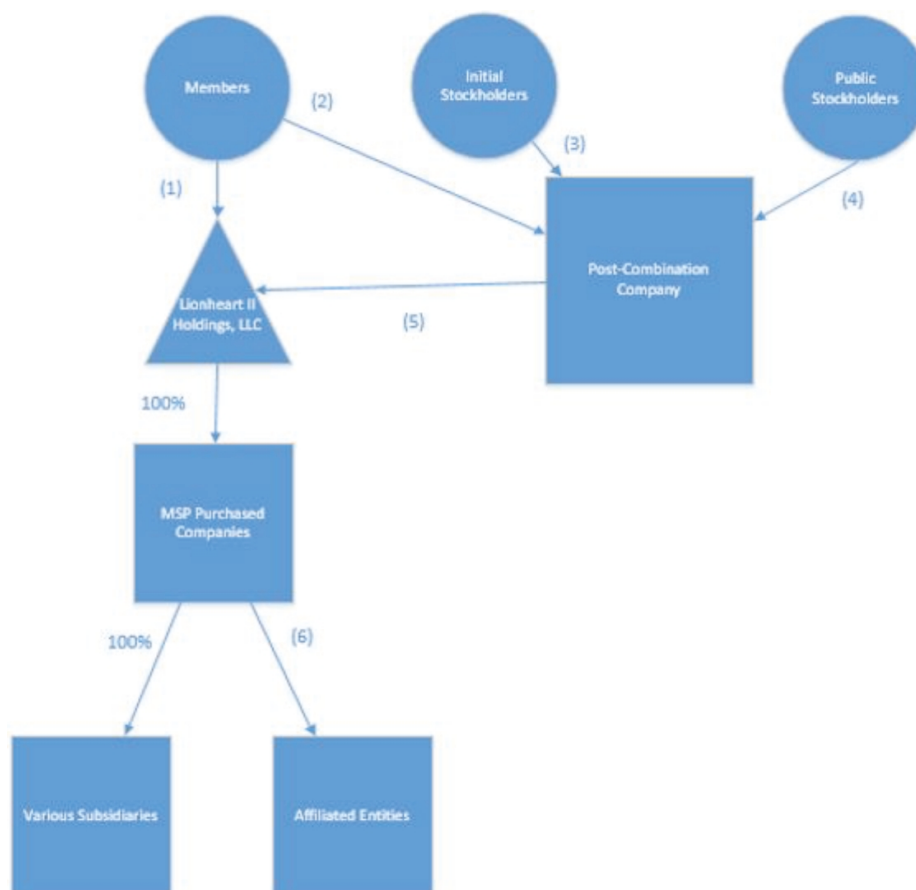 Members
Initial
Stockholders
Public
Stockholders
(2)
(3)
(1)
(4)
Post-Combination
Company
Lionheart II
Holdings, LLC
(5)
100%
MSP Purchased
Companies
100%
(6)
Various Subsidiaries
Affiliated Entities